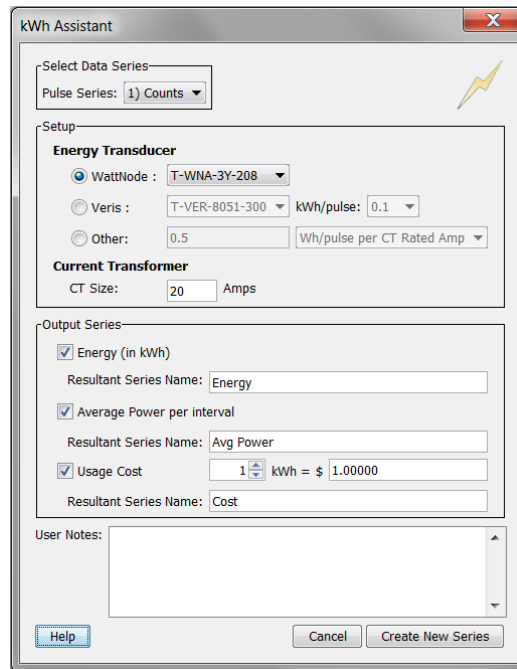 kWh Assistant
Select Data Series
Pulse Series: 1) Counts
Setup
Energy Transducer
WattNode : T-WNA-3Y-208
Veris : T-VER-8051-300 kWh/pulse: 0.1
Other: 0.5 Wh/pulse per CT Rated Amp
Current Transformer
CT Size: 20 Amps
Output Series
Energy (in kWh)
Resultant Series Name: Energy
Average Power per interval
Resultant Series Name: Avg Power
Usage Cost 1 kWh = $ 1.00000
Resultant Series Name: Cost
User Notes:
Help Cancel Create New Series